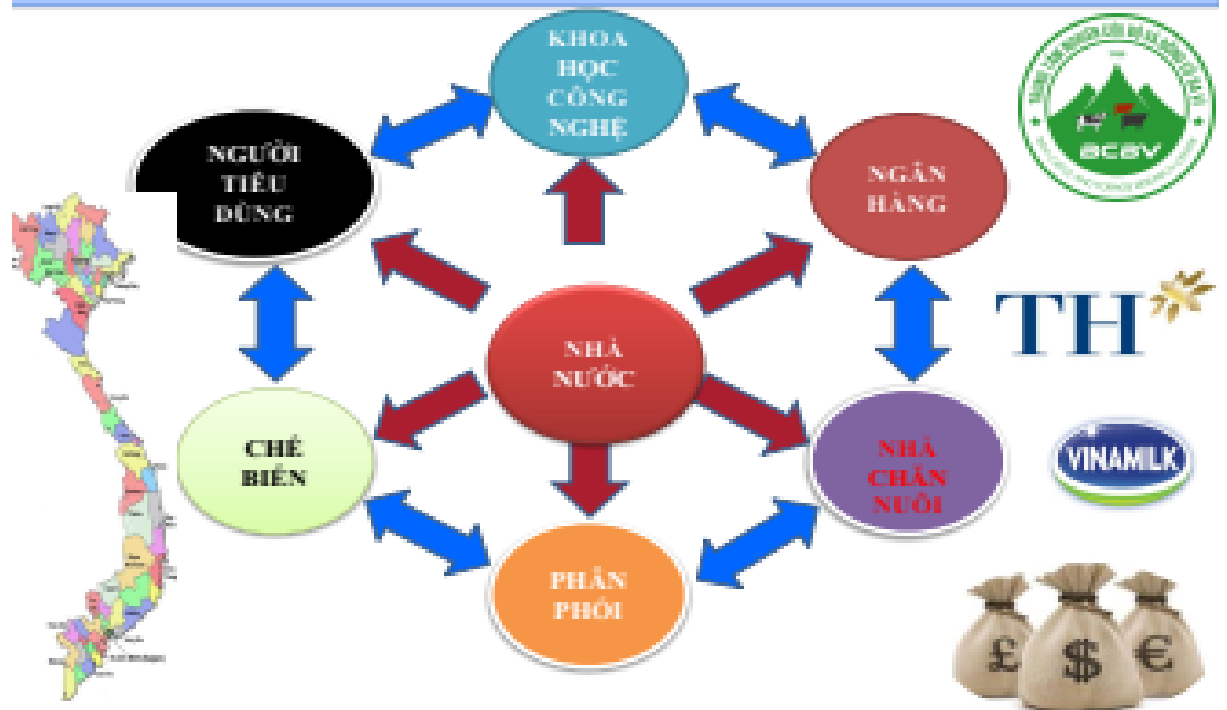 KHOA
HỌC
CÔNG
NGHỆ
NGƯỜI
TIÊU
DÙNG
NGÂN
HÀNG
NHÀ
NƯỚC
CHẾ
BIẾN
NHÀ
CHĂN
NUÔI
PHÂN
PHỐI
acav
TH
VINAMILK
£
$
€